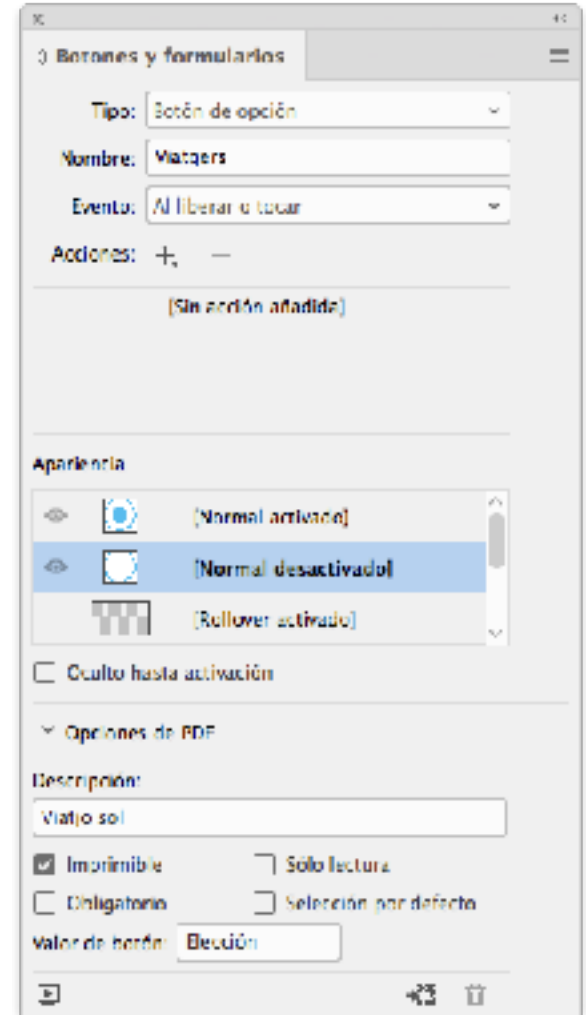 Botones y formularios
Tipo: Botón de opción
Nombre: Viatgers
Evento: Al liberar o tocar
Acciones:
[Sin acción añadida]
Apariencia
[Normal activado]
[Normal desactivado]
[Rollover activado]
Oculto hasta activación
Opciones de PDF
Descripción:
Viatjo sol
Imprimible Sólo lectura
Obligatorio Selección por defecto
Valor de botón: Elección